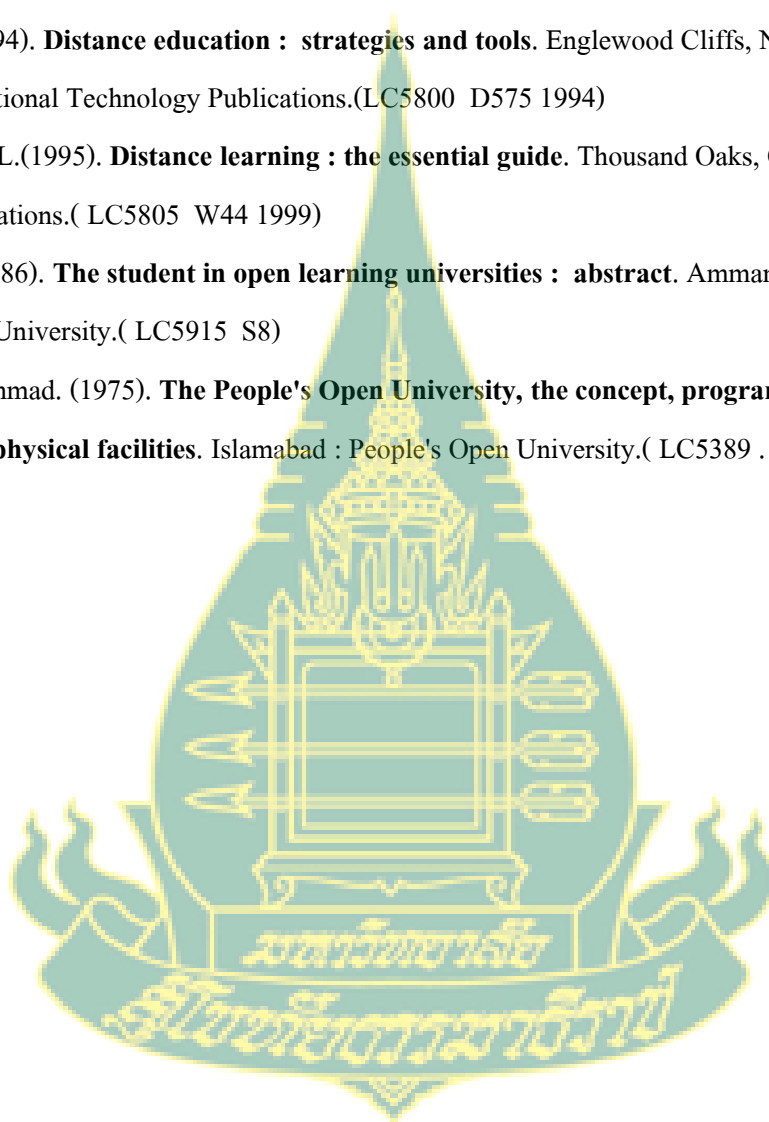 94). Distance education : strategies and tools. Englewood Cliffs, N
tional Technology Publications.(LC5800 D575 1994)
L.(1995). Distance learning : the essential guide. Thousand Oaks, C
ations.( LC5805 W44 1999)
86). The student in open learning universities : abstract. Amman
University.( LC5915 S8)
nmad. (1975). The People's Open University, the concept, program
physical facilities. Islamabad : People's Open University.( LC5389 .
มหาวิทยาลัย
สุโขทัยธรรมาธิราช